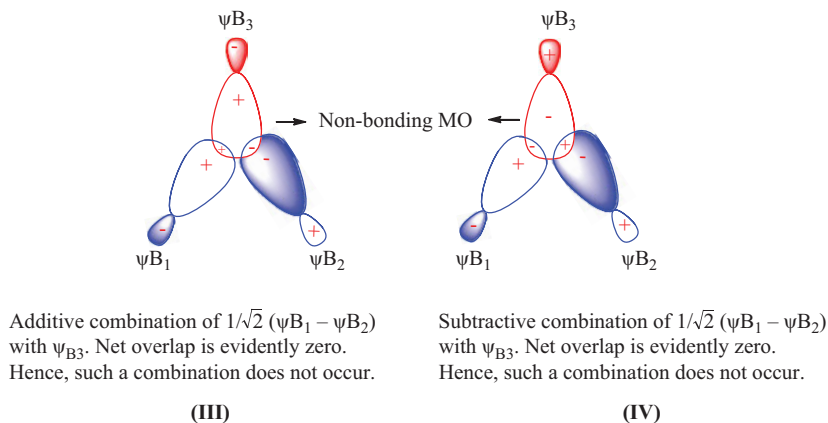 ψB₃
ψB₃
-
+
+
-
Non-bonding MO
+
+
-
-
+
-
+
-
-
+
-
+
ψB₁
ψB₂
ψB₁
ψB₂
Additive combination of 1/√2 (ψB₁ – ψB₂)
with ψ_B3. Net overlap is evidently zero.
Hence, such a combination does not occur.
(III)
Subtractive combination of 1/√2 (ψB₁ – ψB₂)
with ψ_B3. Net overlap is evidently zero.
Hence, such a combination does not occur.
(IV)